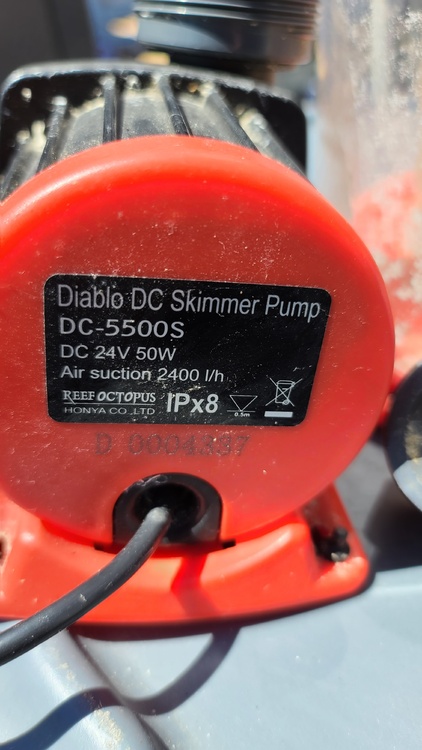 Diablo DC Skimmer Pump
DC-5500S
DC 24V 50W
Air suction 2400 l/h
REEF OCTOPUS
HONYA CO.,LTD
IPx8
0.5m
D 0004337